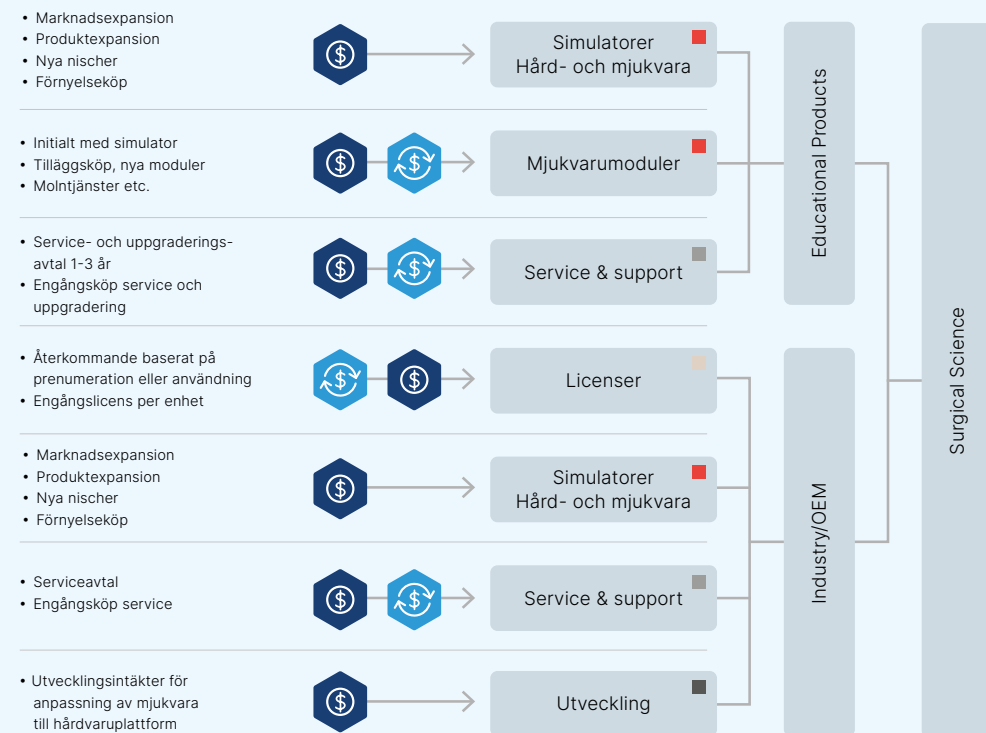 • Marknadsexpansion
• Produktexpansion
• Nya nischer
• Förnyelseköp
$
Simulatorer
Hård- och mjukvara
• Initialt med simulator
• Tilläggsköp, nya moduler
• Molntjänster etc.
$ $
Mjukvarumoduler
• Service- och uppgraderings-
avtal 1-3 år
• Engångsköp service och
uppgradering
$ $
Service & support
Educational Products
• Återkommande baserat på
prenumeration eller användning
• Engångslicens per enhet
$ $
Licenser
• Marknadsexpansion
• Produktexpansion
• Nya nischer
• Förnyelseköp
$
Simulatorer
Hård- och mjukvara
• Serviceavtal
• Engångsköp service
$ $
Service & support
• Utvecklingsintäkter för
anpassning av mjukvara
till hårdvaruplattform
$
Utveckling
Industry/OEM
Surgical Science